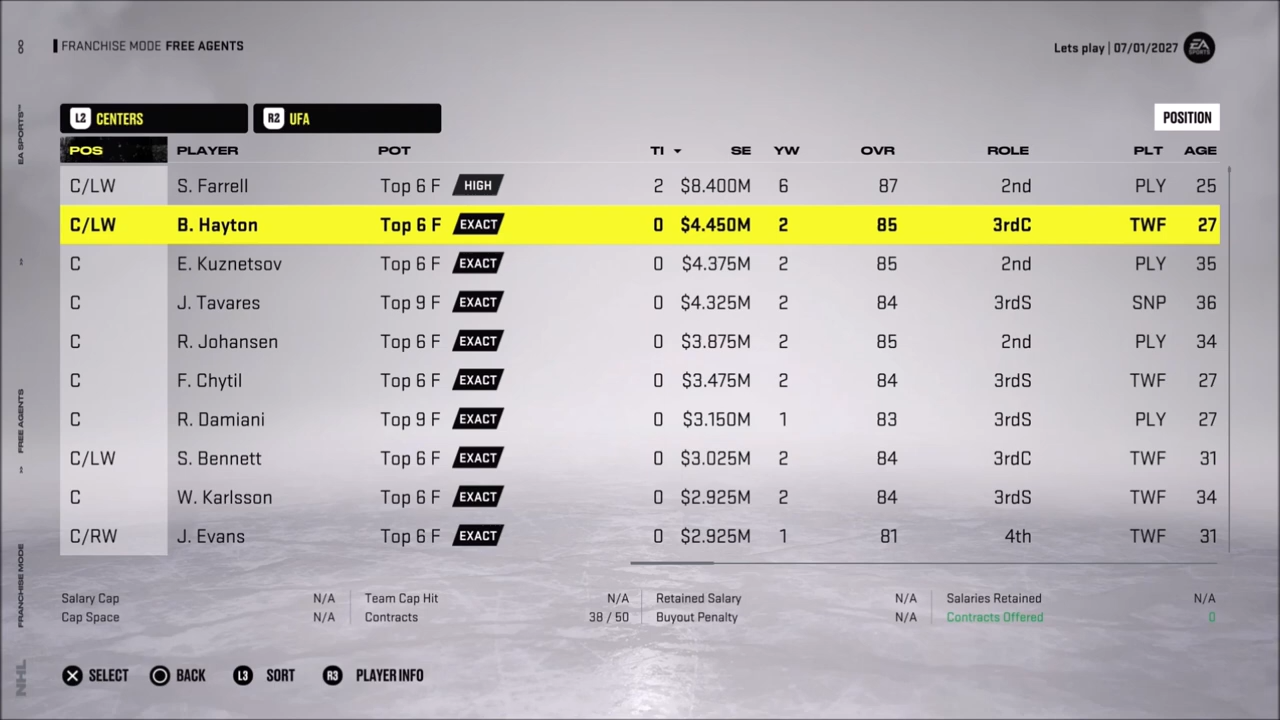 FRANCHISE MODE FREE AGENTS
Lets play | 07/01/2027
EA SPORTS
L2 CENTERS R2 UFA
POSITION
POS PLAYER POT TI SE YW OVR ROLE PLT AGE
C/LW S. Farrell Top 6 F HIGH 2 $8.400M 6 87 2nd PLY 25
C/LW B. Hayton Top 6 F EXACT 0 $4.450M 2 85 3rdC TWF 27
C E. Kuznetsov Top 6 F EXACT 0 $4.375M 2 85 2nd PLY 35
C J. Tavares Top 9 F EXACT 0 $4.325M 2 84 3rdS SNP 36
C R. Johansen Top 6 F EXACT 0 $3.875M 2 85 2nd PLY 34
C F. Chytil Top 6 F EXACT 0 $3.475M 2 84 3rdS TWF 27
C R. Damiani Top 9 F EXACT 0 $3.150M 1 83 3rdS PLY 27
C/LW S. Bennett Top 6 F EXACT 0 $3.025M 2 84 3rdC TWF 31
C W. Karlsson Top 6 F EXACT 0 $2.925M 2 84 3rdS TWF 34
C/RW J. Evans Top 6 F EXACT 0 $2.925M 1 81 4th TWF 31
Salary Cap N/A Team Cap Hit N/A Retained Salary N/A Salaries Retained N/A
Cap Space N/A Contracts 38 / 50 Buyout Penalty N/A Contracts Offered 0
SELECT BACK L3 SORT R3 PLAYER INFO
EA SPORTS™
FREE AGENTS
FRANCHISE MODE
NHL